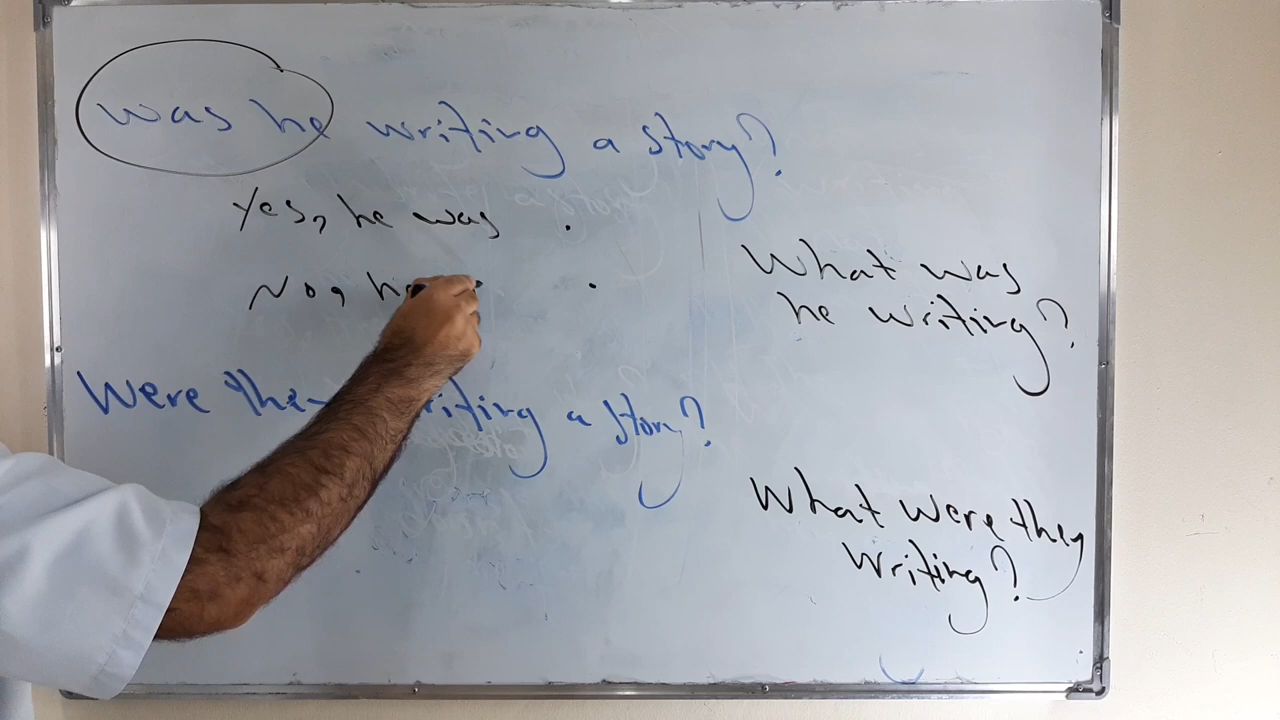 was he writing a story?
Yes, he was .
No, he
Were they writing a story?
What was
he writing?
What were they
writing?